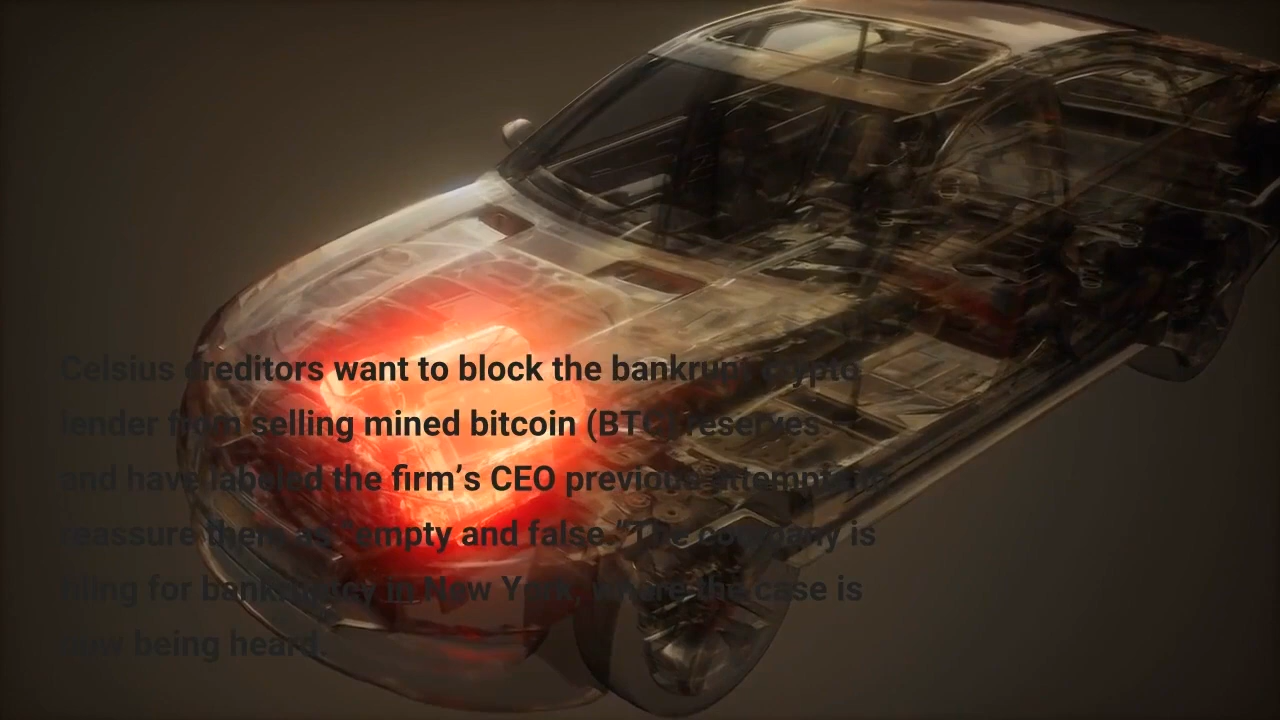 Celsius creditors want to block the bankrupt crypto
lender from selling mined bitcoin (BTC) reserves
and have labeled the firm’s CEO previous attempts to
reassure them as “empty and false.”The company is
filing for bankruptcy in New York, where the case is
now being heard.